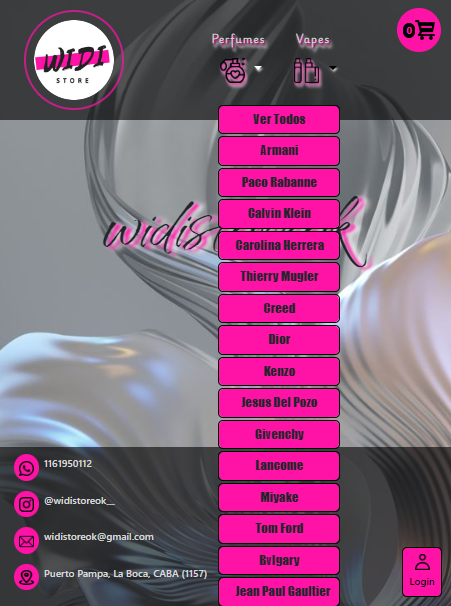 WIDI
STORE
Perfumes
Vapes
0
Ver Todos
Armani
Paco Rabanne
Calvin Klein
Carolina Herrera
Thierry Mugler
Creed
Dior
Kenzo
Jesus Del Pozo
Givenchy
Lancome
Miyake
Tom Ford
Bvlgary
Jean Paul Gaultier
1161950112
@widistoreok__
widistoreok@gmail.com
Puerto Pampa, La Boca, CABA (1157)
Login